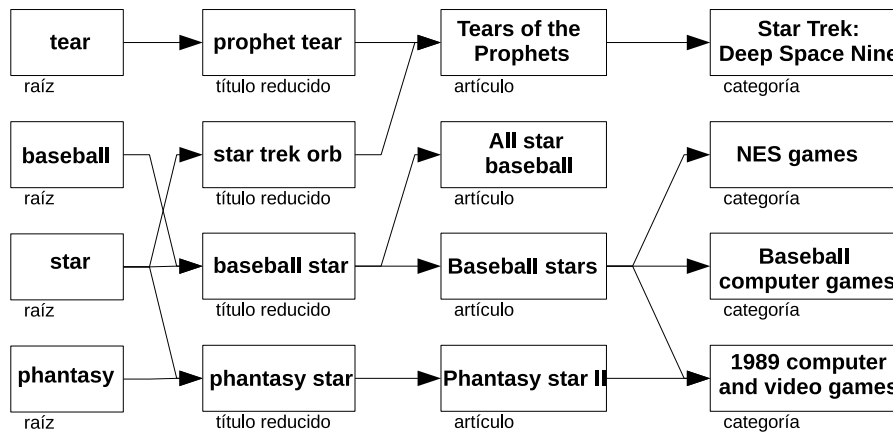 tear
raíz
prophet tear
título reducido
Tears of the
Prophets
artículo
Star Trek:
Deep Space Nine
categoría
baseball
raíz
star trek orb
título reducido
All star
baseball
artículo
NES games
categoría
star
raíz
baseball star
título reducido
Baseball stars
artículo
Baseball
computer games
categoría
phantasy
raíz
phantasy star
título reducido
Phantasy star II
artículo
1989 computer
and video games
categoría